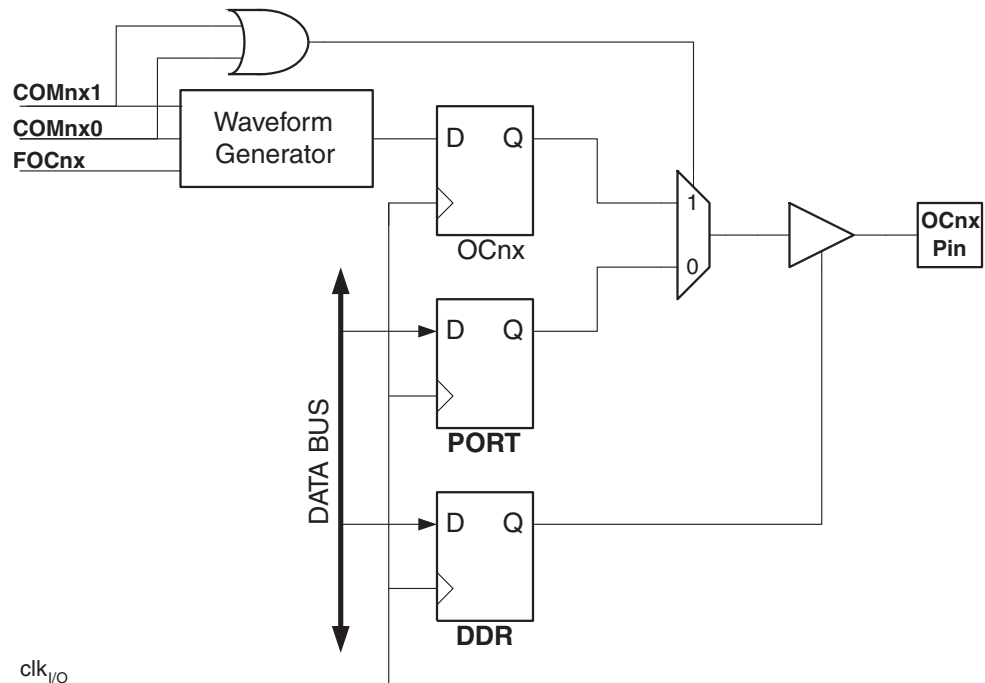 COMnx1
COMnx0
FOCnx
Waveform
Generator
D Q
OCnx
1
0
OCnx
Pin
DATA BUS
D Q
PORT
D Q
DDR
clkI/O